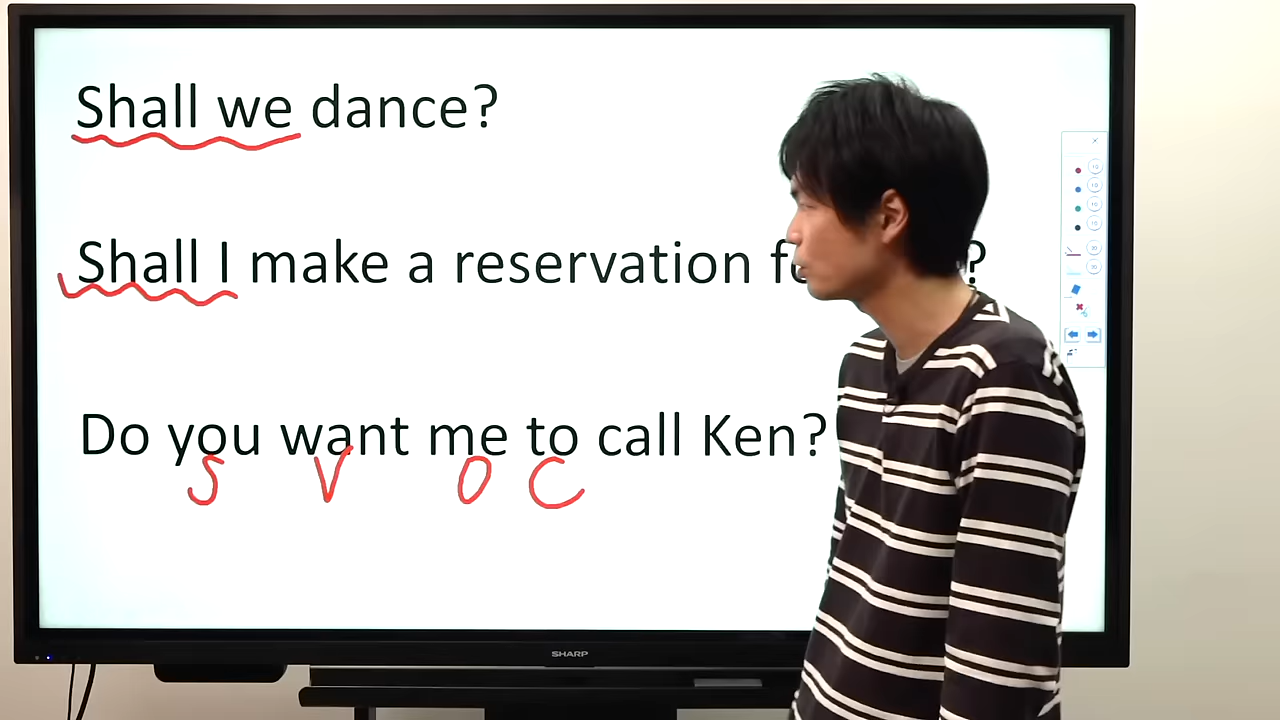 Shall we dance?
Shall I make a reservation ?
Do you want me to call Ken?
S V O C
SHARP